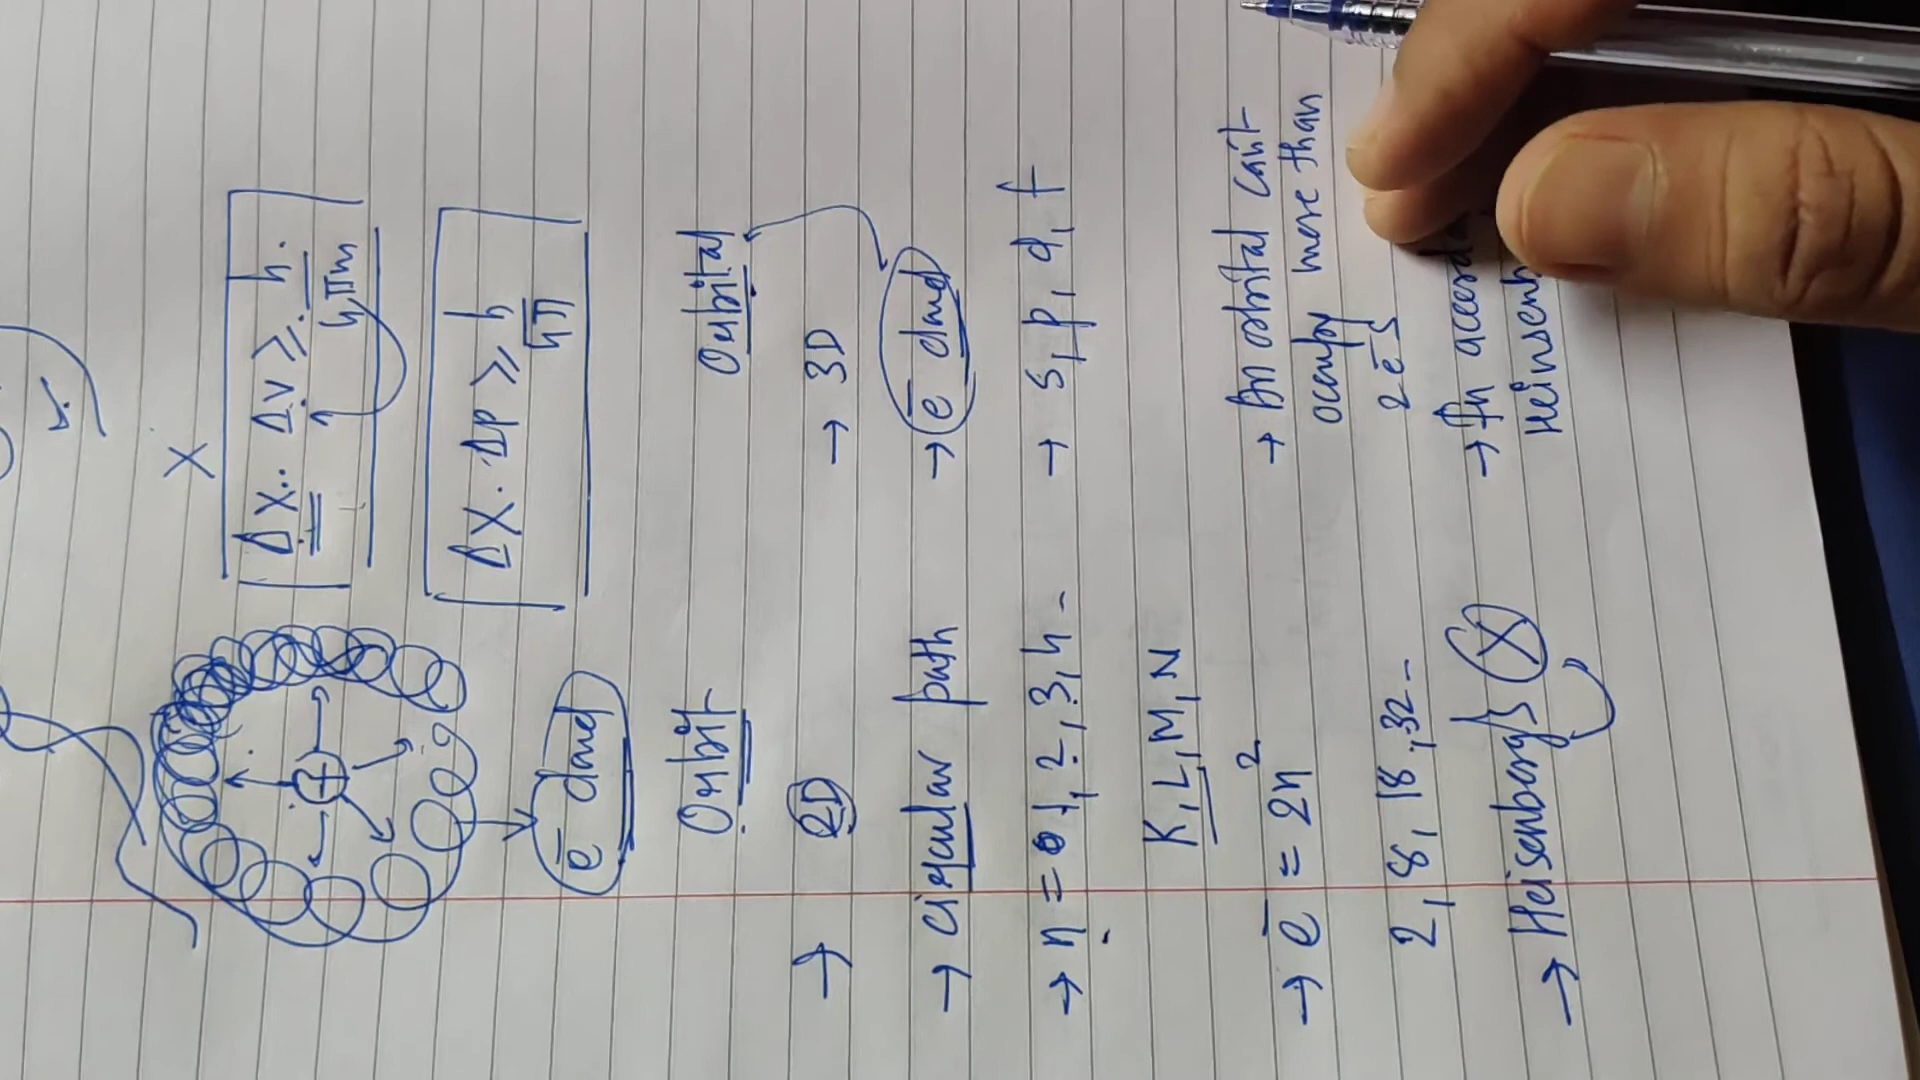 X
ΔX. ΔV ≥ h / 4πm
ΔX. ΔP ≥ h / 4π
e⁻ cloud
Orbit
Orbital
→ 2D
→ 3D
→ circular path
→ e⁻ cloud
→ n = 1, 2, 3, 4 -
→ s, p, d, f
K, L, M, N
→ e⁻ = 2n²
→ An orbital can't
occupy more than
2 e⁻s
2, 8, 18, 32 -
→ Heisenberg's X
→ In